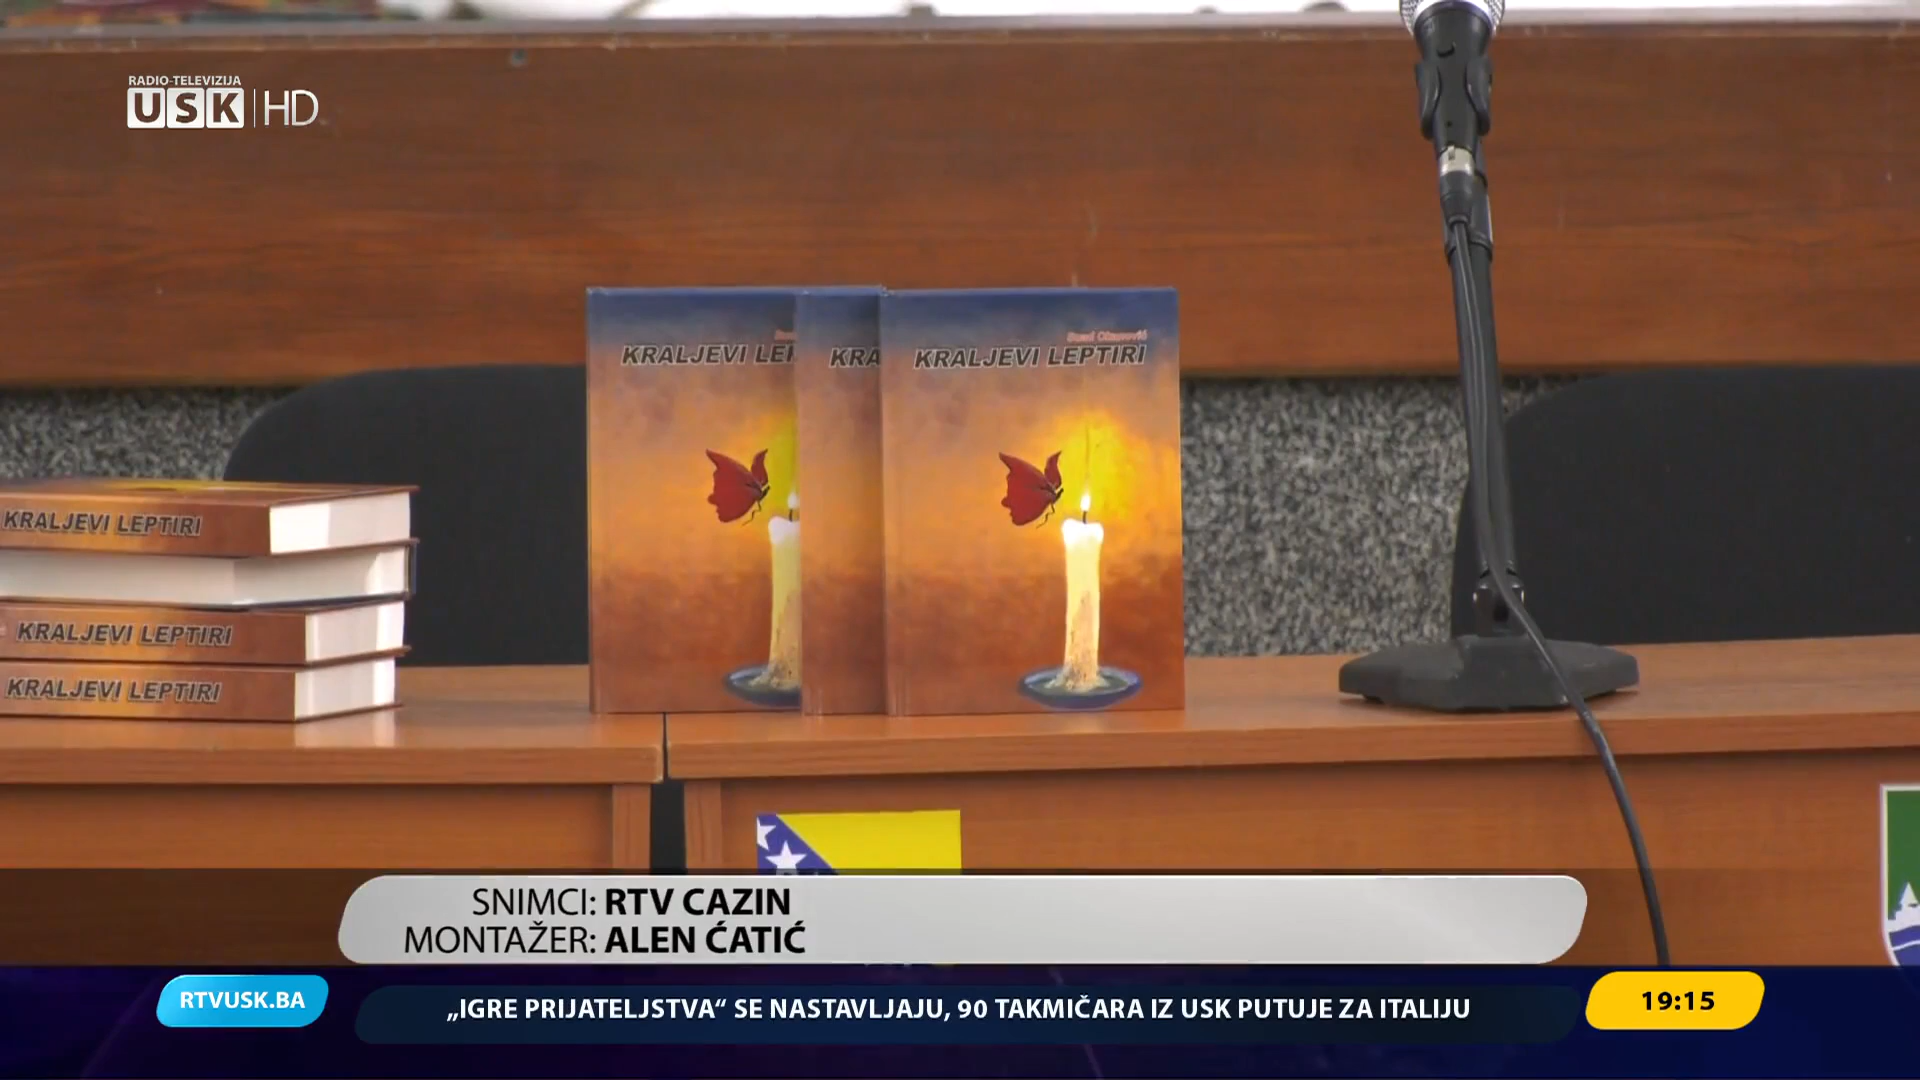 RADIO-TELEVIZIJA
USK HD
KRALJEVI LEPTIRI
KRA
KRALJEVI LEPTIRI
KRALJEVI LEPTIRI
KRALJEVI LEPTIRI
KRALJEVI LEPTIRI
SNIMCI: RTV CAZIN
MONTAŽER: ALEN ĆATIĆ
RTVUSK.BA
„IGRE PRIJATELJSTVA“ SE NASTAVLJAJU, 90 TAKMIČARA IZ USK PUTUJE ZA ITALIJU
19:15